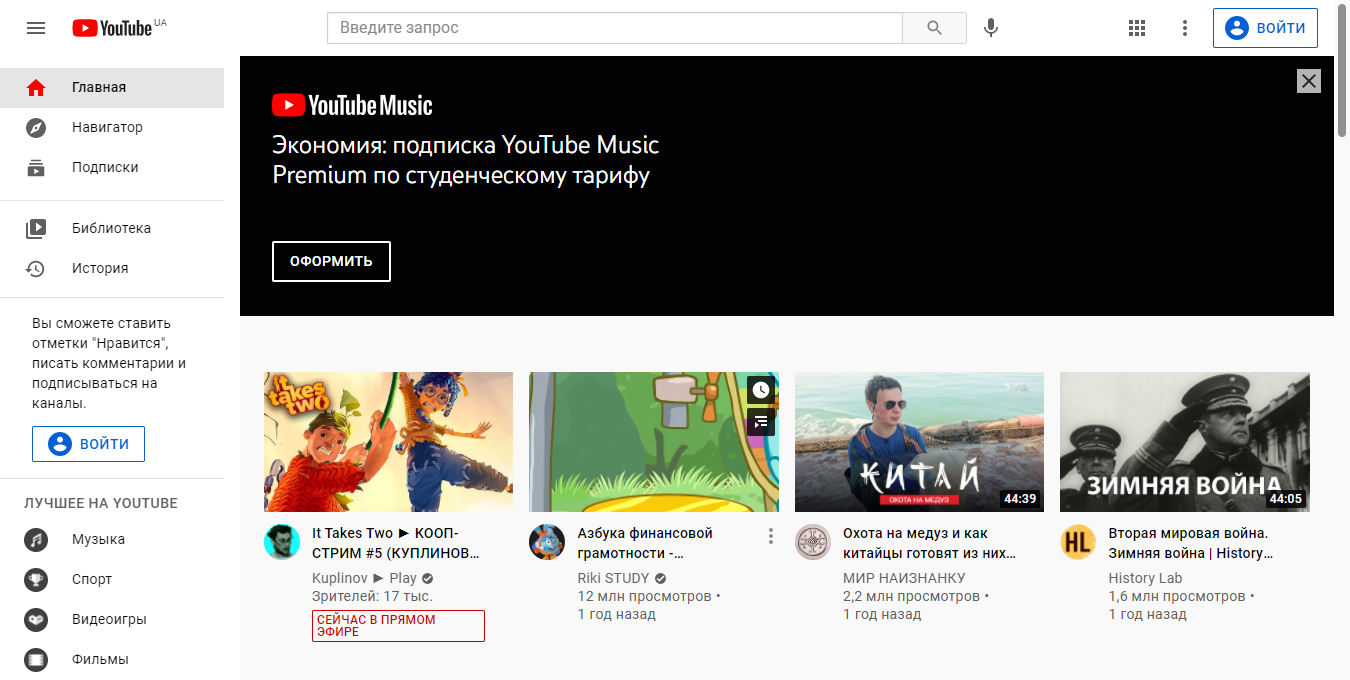 YouTube UA
Введите запрос
ВОЙТИ
Главная
Навигатор
Подписки
Библиотека
История
Вы сможете ставить
отметки "Нравится",
писать комментарии и
подписываться на
каналы.
ВОЙТИ
ЛУЧШЕЕ НА YOUTUBE
Музыка
Спорт
Видеоигры
Фильмы
YouTube Music
Экономия: подписка YouTube Music
Premium по студенческому тарифу
ОФОРМИТЬ
it
takes
two
It Takes Two ► КООП-
СТРИМ #5 (КУПЛИНОВ...
Kuplinov ► Play
Зрителей: 17 тыс.
СЕЙЧАС В ПРЯМОМ
ЭФИРЕ
Азбука финансовой
грамотности -...
Riki STUDY
12 млн просмотров •
1 год назад
КИТАЙ
ОХОТА НА МЕДУЗ
44:39
Охота на медуз и как
китайцы готовят из них...
МИР НАИЗНАНКУ
2,2 млн просмотров •
1 год назад
ЗИМНЯЯ ВОЙНА
44:05
HL
Вторая мировая война.
Зимняя война | History...
History Lab
1,6 млн просмотров •
1 год назад